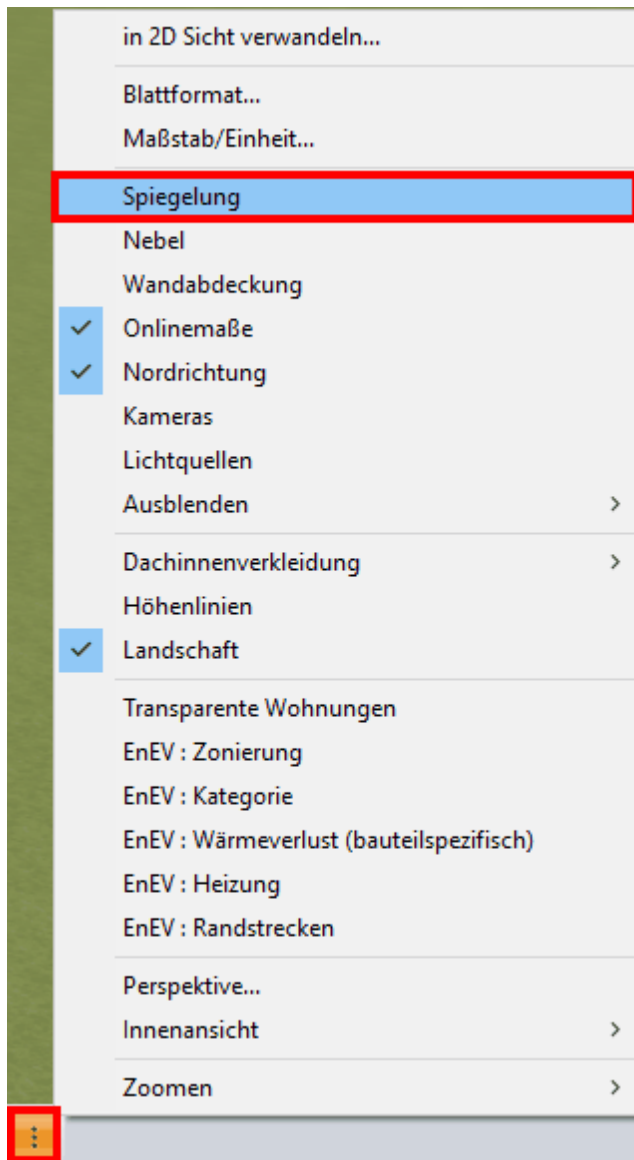 in 2D Sicht verwandeln...
Blattformat...
Maßstab/Einheit...
Spiegelung
Nebel
Wandabdeckung
Onlinemaße
Nordrichtung
Kameras
Lichtquellen
Ausblenden
Dachinnenverkleidung
Höhenlinien
Landschaft
Transparente Wohnungen
EnEV : Zonierung
EnEV : Kategorie
EnEV : Wärmeverlust (bauteilspezifisch)
EnEV : Heizung
EnEV : Randstrecken
Perspektive...
Innenansicht
Zoomen